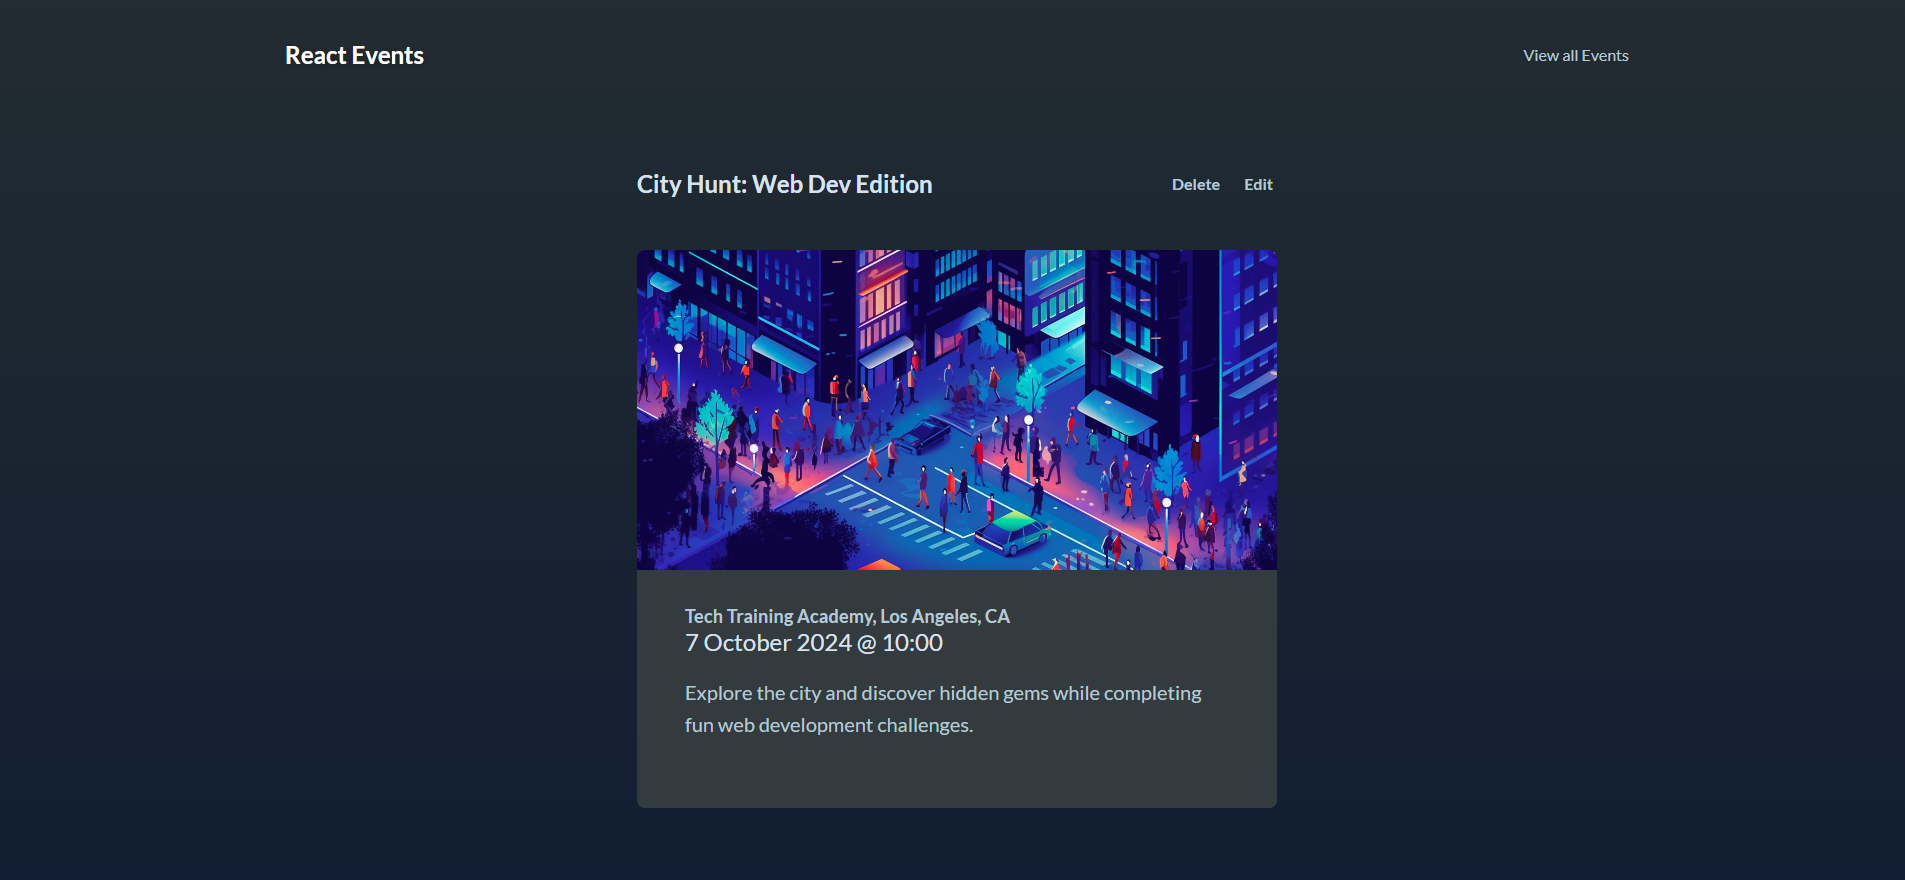 React Events
View all Events
City Hunt: Web Dev Edition
Delete
Edit
Tech Training Academy, Los Angeles, CA
7 October 2024 @ 10:00
Explore the city and discover hidden gems while completing
fun web development challenges.